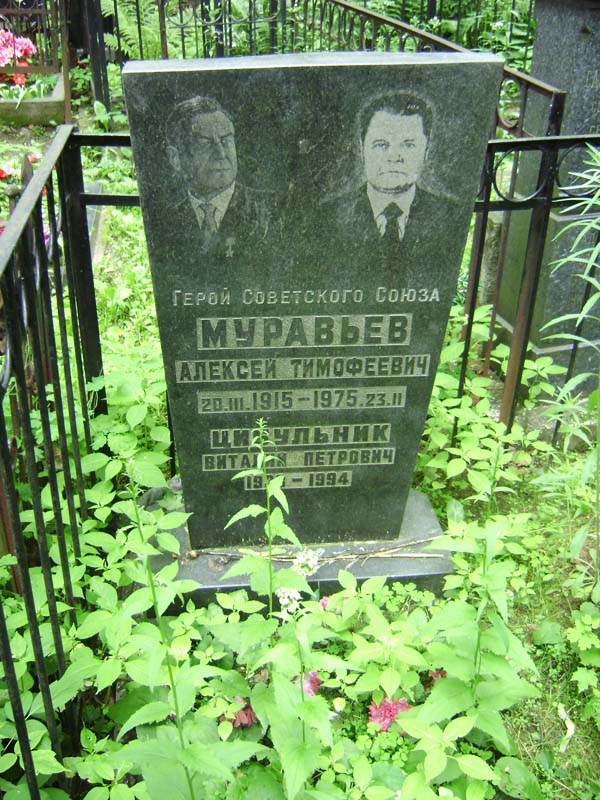 Герой Советского Союза
МУРАВЬЕВ
АЛЕКСЕЙ ТИМОФЕЕВИЧ
20.III.1915–1975.23.II
ВИТАЛИЙ ПЕТРОВИЧ
–1994